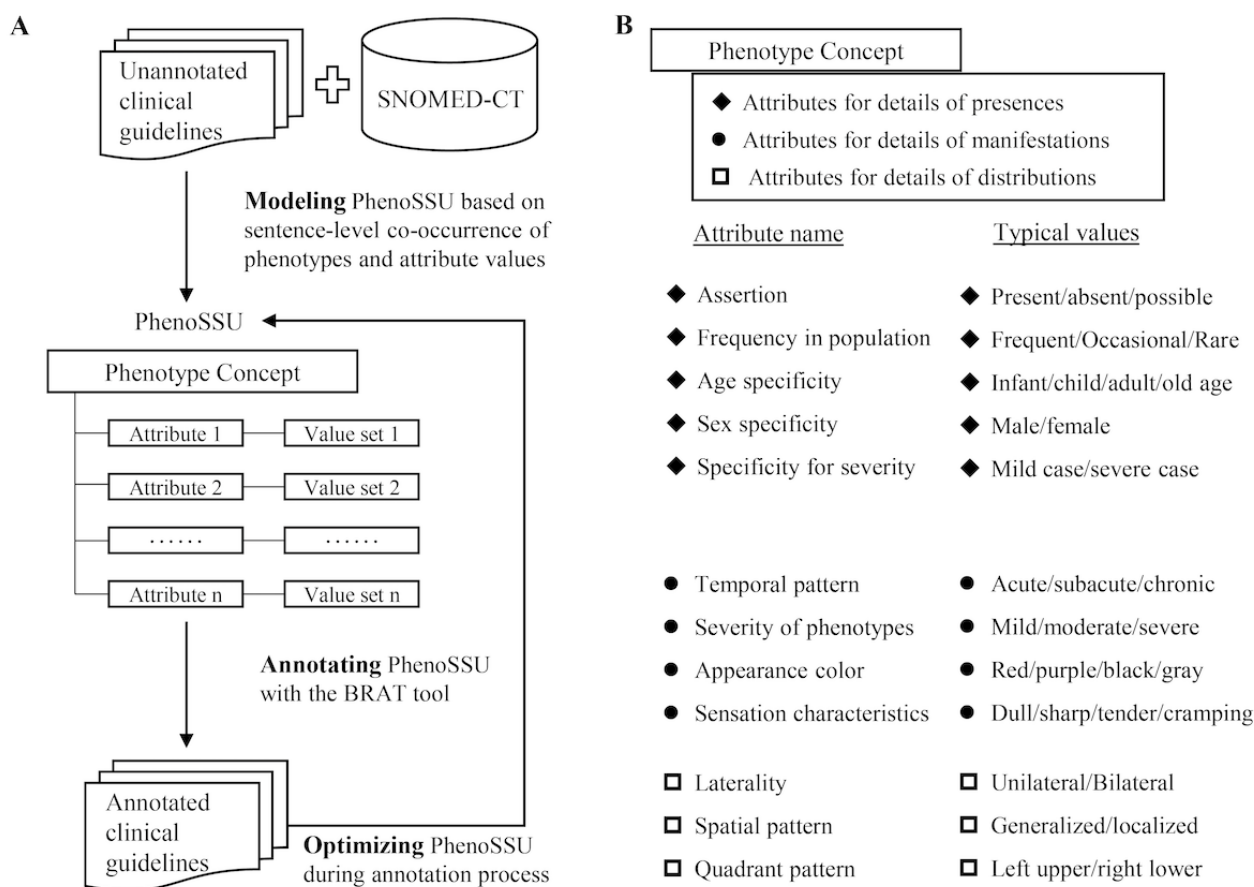 A
Unannotated
clinical
guidelines
SNOMED-CT
Modeling PhenoSSU based on
sentence-level co-occurrence of
phenotypes and attribute values
PhenoSSU
Phenotype Concept
Attribute 1 Value set 1
Attribute 2 Value set 2
...... ......
Attribute n Value set n
Annotating PhenoSSU
with the BRAT tool
Annotated
clinical
guidelines
Optimizing PhenoSSU
during annotation process
B
Phenotype Concept
◆ Attributes for details of presences
● Attributes for details of manifestations
□ Attributes for details of distributions
Attribute name Typical values
◆ Assertion ◆ Present/absent/possible
◆ Frequency in population ◆ Frequent/Occasional/Rare
◆ Age specificity ◆ Infant/child/adult/old age
◆ Sex specificity ◆ Male/female
◆ Specificity for severity ◆ Mild case/severe case
● Temporal pattern ● Acute/subacute/chronic
● Severity of phenotypes ● Mild/moderate/severe
● Appearance color ● Red/purple/black/gray
● Sensation characteristics ● Dull/sharp/tender/cramping
□ Laterality □ Unilateral/Bilateral
□ Spatial pattern □ Generalized/localized
□ Quadrant pattern □ Left upper/right lower